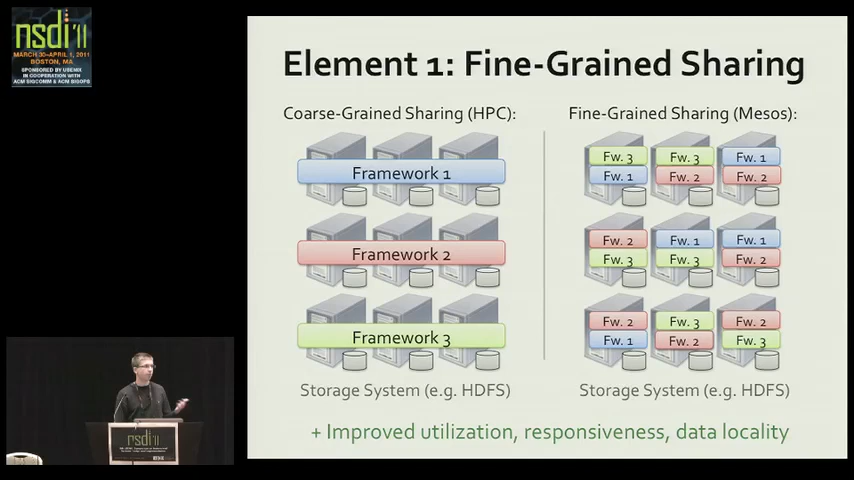 nsdi'11
MARCH 30–APRIL 1, 2011
BOSTON, MA
SPONSORED BY USENIX
IN COOPERATION WITH
ACM SIGCOMM & ACM SIGOPS
Element 1: Fine-Grained Sharing
Coarse-Grained Sharing (HPC):
Framework 1
Framework 2
Framework 3
Storage System (e.g. HDFS)
Fine-Grained Sharing (Mesos):
Fw. 3 Fw. 3 Fw. 1
Fw. 1 Fw. 2 Fw. 2
Fw. 2 Fw. 1 Fw. 1
Fw. 3 Fw. 3 Fw. 2
Fw. 2 Fw. 3 Fw. 2
Fw. 1 Fw. 2 Fw. 3
Storage System (e.g. HDFS)
+ Improved utilization, responsiveness, data locality
nsdi'11